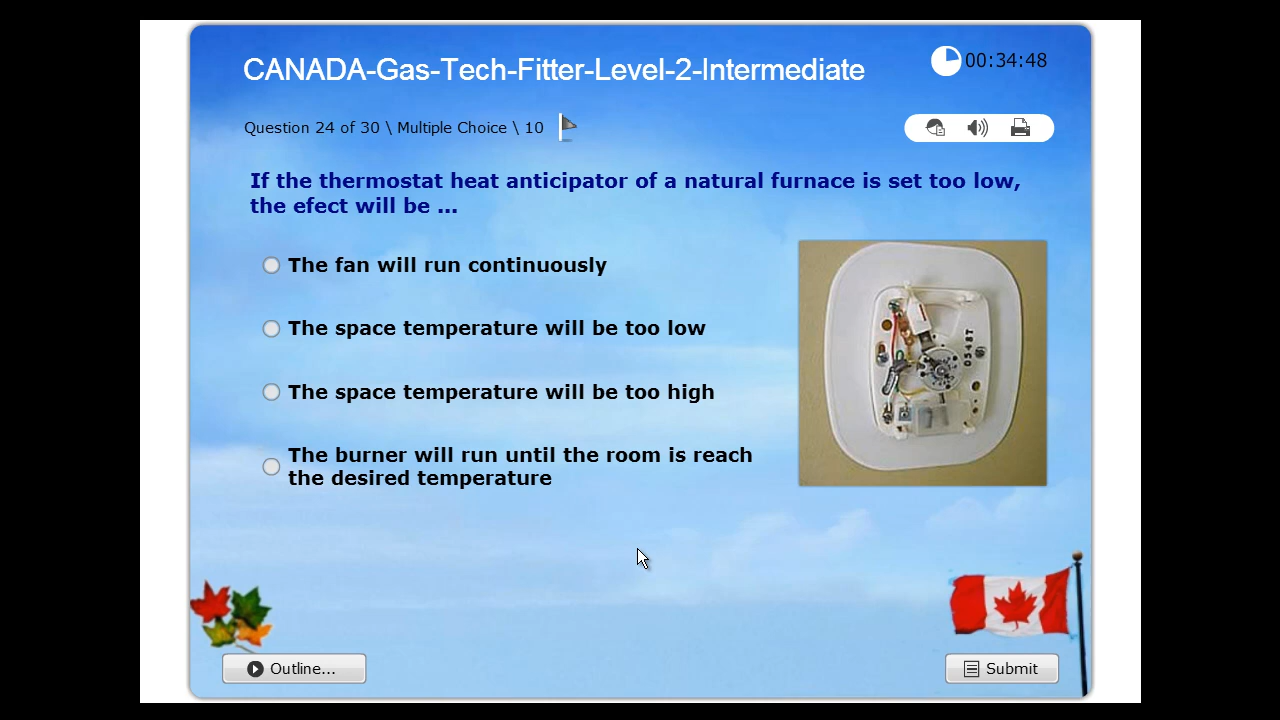 CANADA-Gas-Tech-Fitter-Level-2-Intermediate
00:34:48
Question 24 of 30 \ Multiple Choice \ 10
If the thermostat heat anticipator of a natural furnace is set too low,
the efect will be ...
The fan will run continuously
The space temperature will be too low
The space temperature will be too high
The burner will run until the room is reach
the desired temperature
0548T
Outline...
Submit